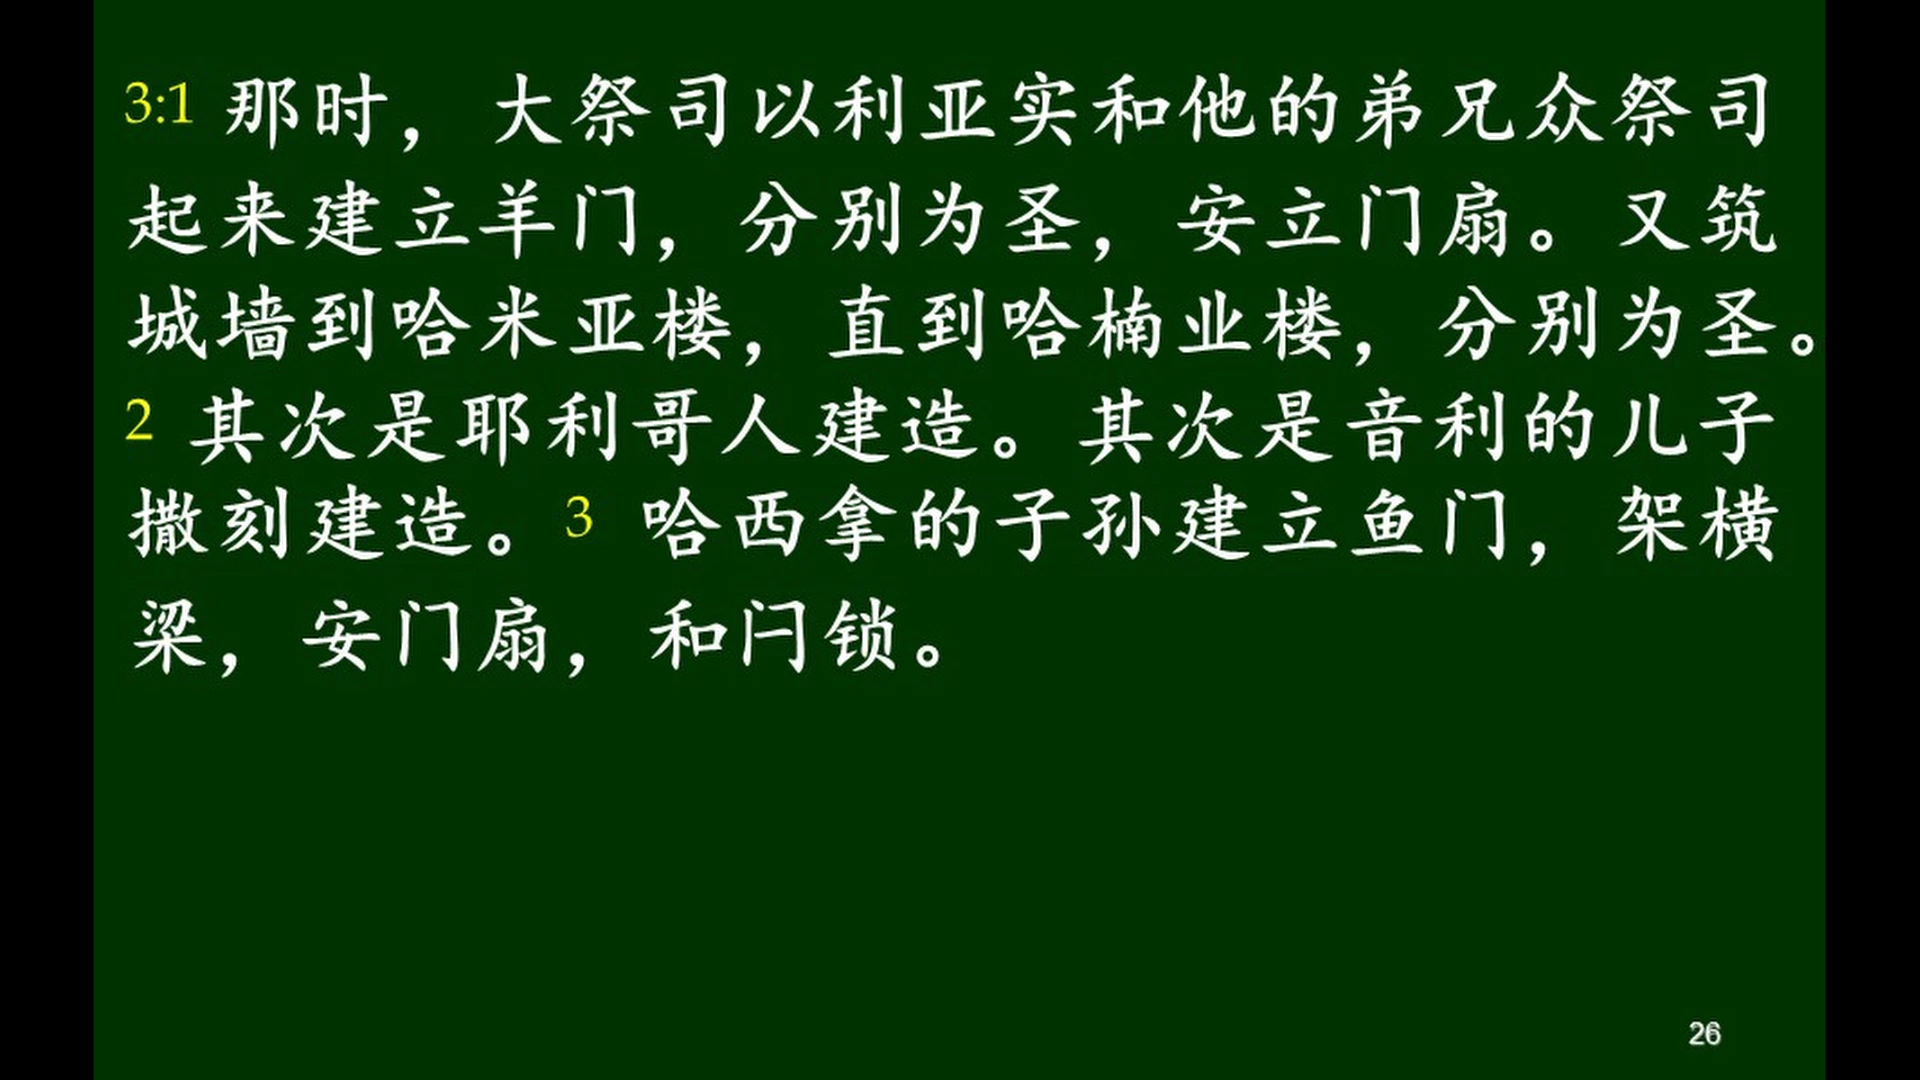 3:1 那时，大祭司以利亚实和他的弟兄众祭司
起来建立羊门，分别为圣，安立门扇。又筑
城墙到哈米亚楼，直到哈楠业楼，分别为圣。
2 其次是耶利哥人建造。其次是音利的儿子
撒刻建造。3 哈西拿的子孙建立鱼门，架横
梁，安门扇，和闩锁。
26